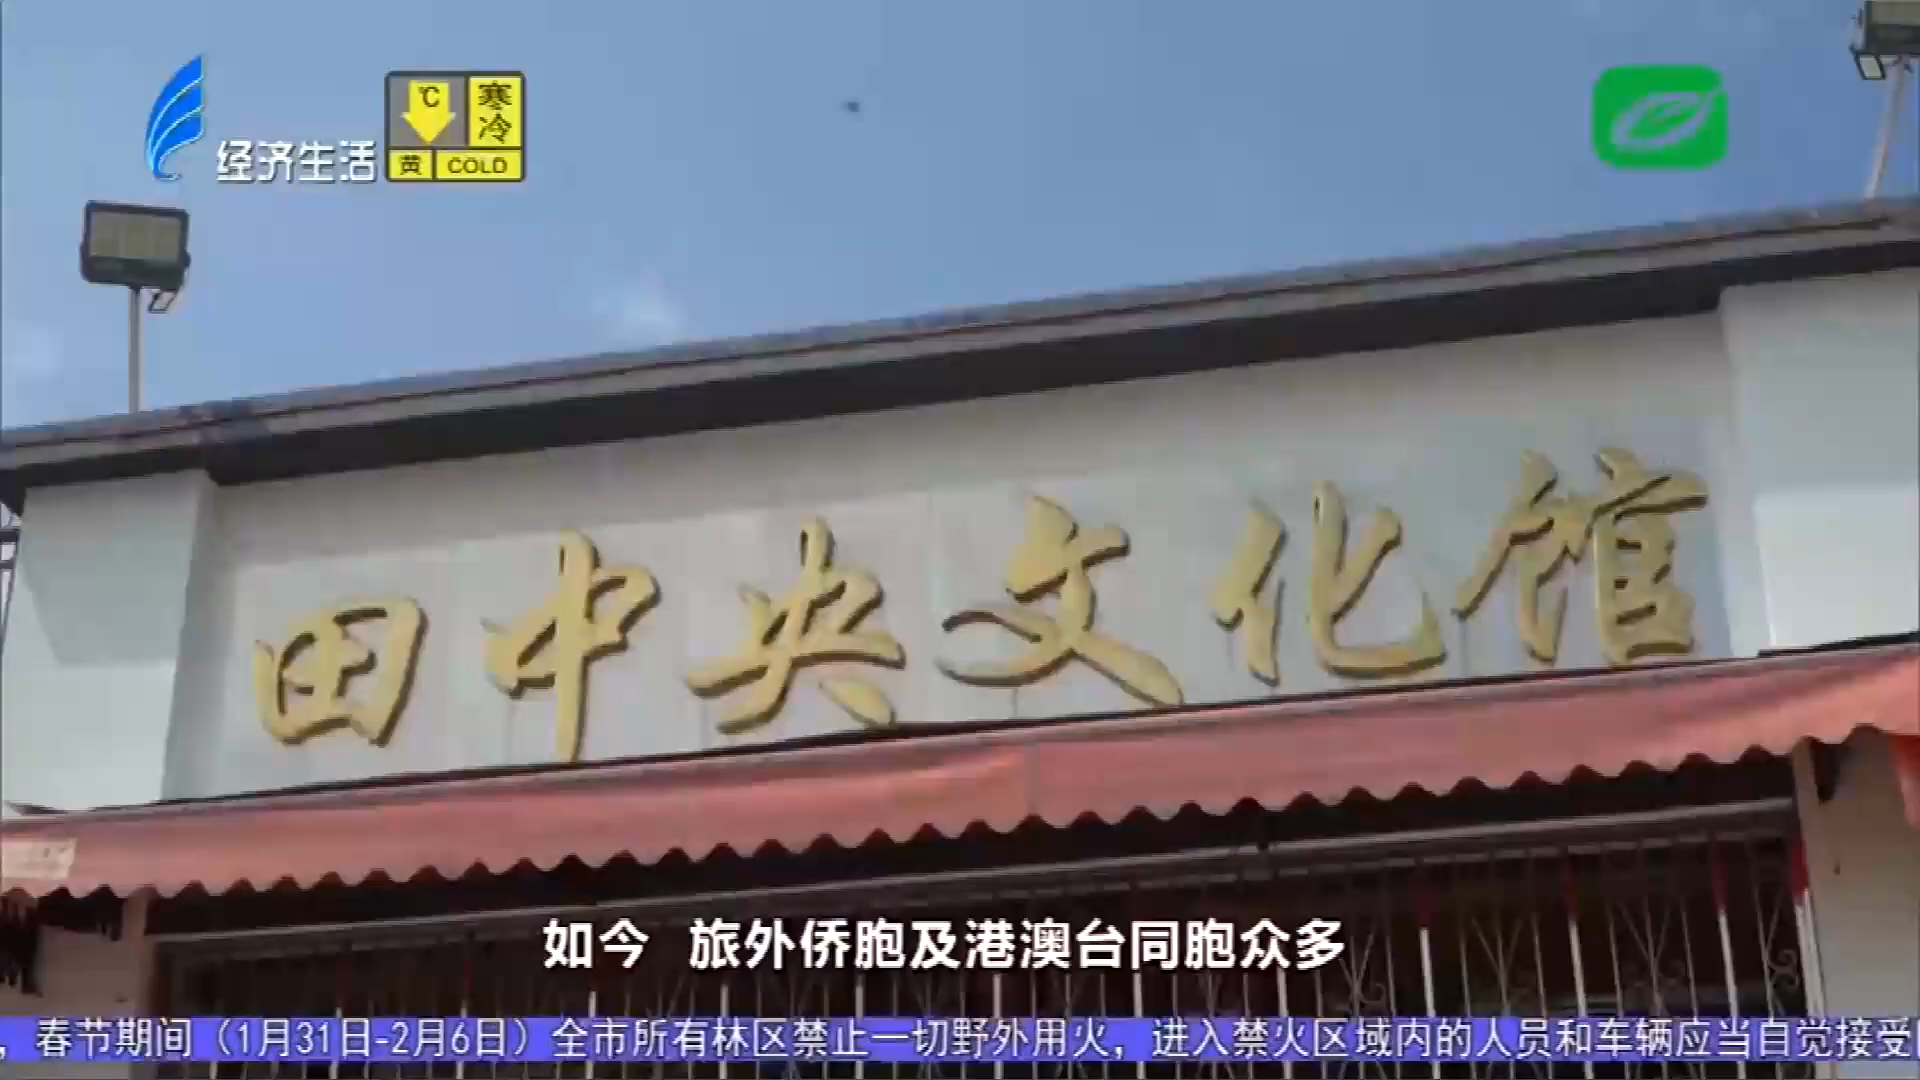 经济生活
℃
寒冷
黄 COLD
田中央文化馆
如今 旅外侨胞及港澳台同胞众多
，春节期间（1月31日-2月6日）全市所有林区禁止一切野外用火，进入禁火区域内的人员和车辆应当自觉接受